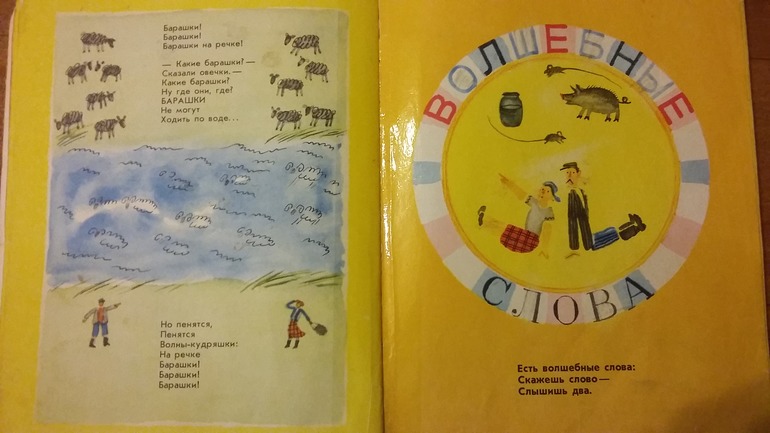 Барашки!
Барашки!
Барашки на речке!
— Какие барашки?—
Сказали овечки.—
Какие барашки?
Ну где они, где?
БАРАШКИ
Не могут
Ходить по воде...
Но пенятся,
Пенятся
Волны-кудряшки:
На речке
Барашки!
Барашки!
Барашки!
ВОЛШЕБНЫЕ
СЛОВА
Есть волшебные слова:
Скажешь слово—
Слышишь два.